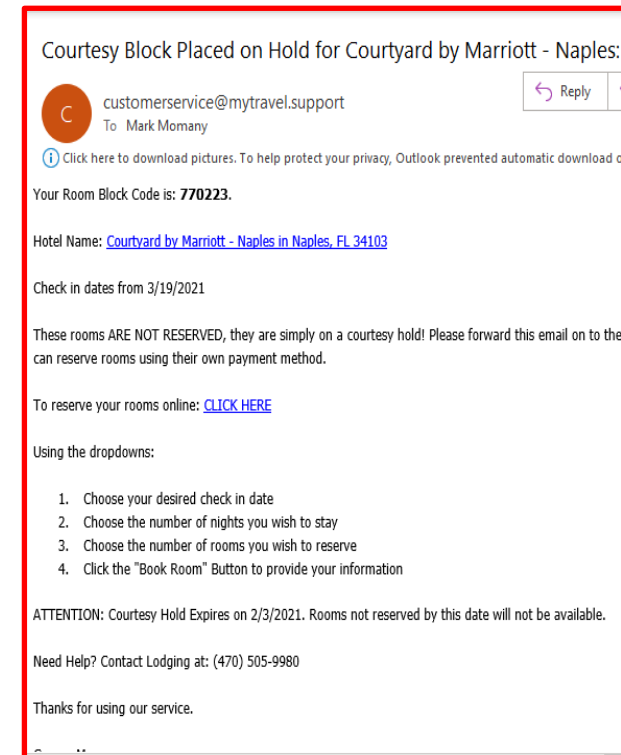 Courtesy Block Placed on Hold for Courtyard by Marriott - Naples:
C
customerservice@mytravel.support
Reply
To Mark Momany
Click here to download pictures. To help protect your privacy, Outlook prevented automatic download o
Your Room Block Code is: 770223.
Hotel Name: Courtyard by Marriott - Naples in Naples, FL 34103
Check in dates from 3/19/2021
These rooms ARE NOT RESERVED, they are simply on a courtesy hold! Please forward this email on to the
can reserve rooms using their own payment method.
To reserve your rooms online: CLICK HERE
Using the dropdowns:
1. Choose your desired check in date
2. Choose the number of nights you wish to stay
3. Choose the number of rooms you wish to reserve
4. Click the "Book Room" Button to provide your information
ATTENTION: Courtesy Hold Expires on 2/3/2021. Rooms not reserved by this date will not be available.
Need Help? Contact Lodging at: (470) 505-9980
Thanks for using our service.